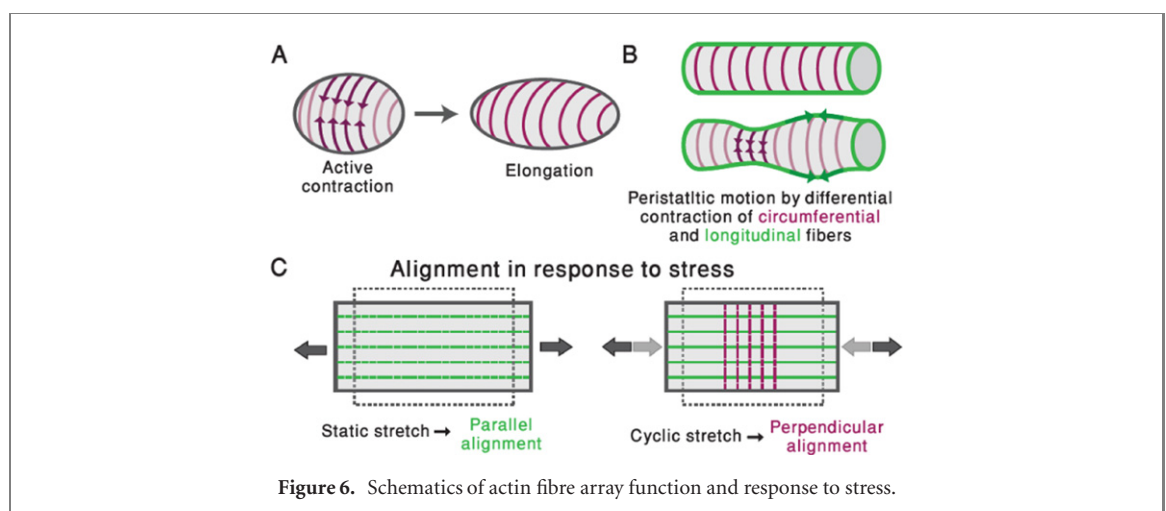 A
Active
contraction
Elongation
B
Peristatltic motion by differential
contraction of circumferential
and longitudinal fibers
C
Alignment in response to stress
Static stretch → Parallel
alignment
Cyclic stretch → Perpendicular
alignment
Figure 6. Schematics of actin fibre array function and response to stress.